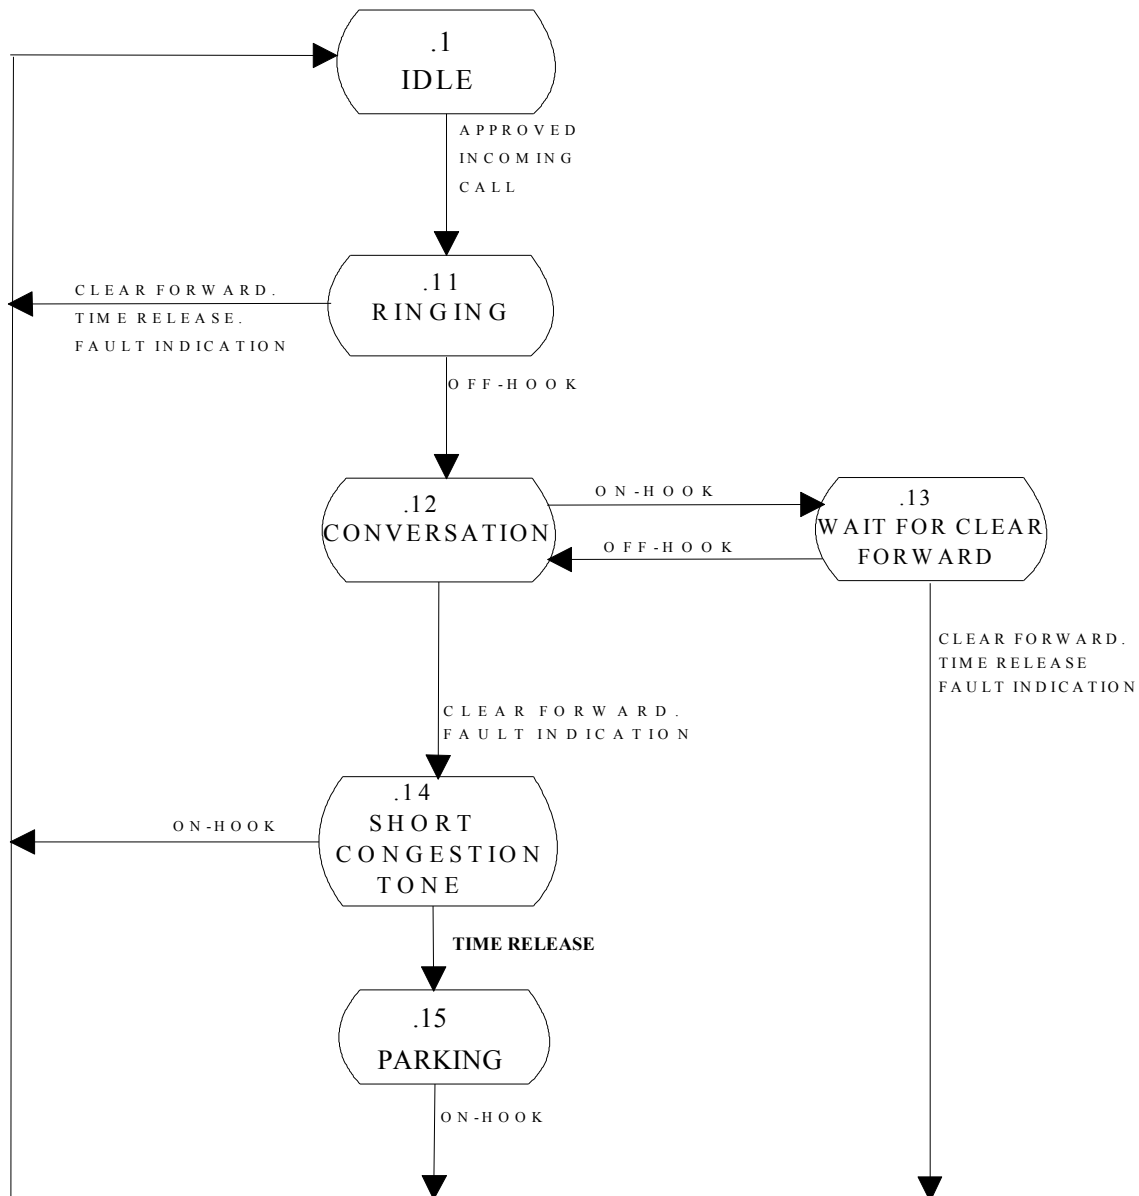 .1
IDLE
APPROVED
INCOMING
CALL
.11
RINGING
CLEAR FORWARD.
TIME RELEASE.
FAULT INDICATION
OFF-HOOK
.12
CONVERSATION
ON-HOOK
OFF-HOOK
.13
WAIT FOR CLEAR
FORWARD
CLEAR FORWARD.
TIME RELEASE
FAULT INDICATION
CLEAR FORWARD.
FAULT INDICATION
.14
SHORT
CONGESTION
TONE
ON-HOOK
TIME RELEASE
.15
PARKING
ON-HOOK